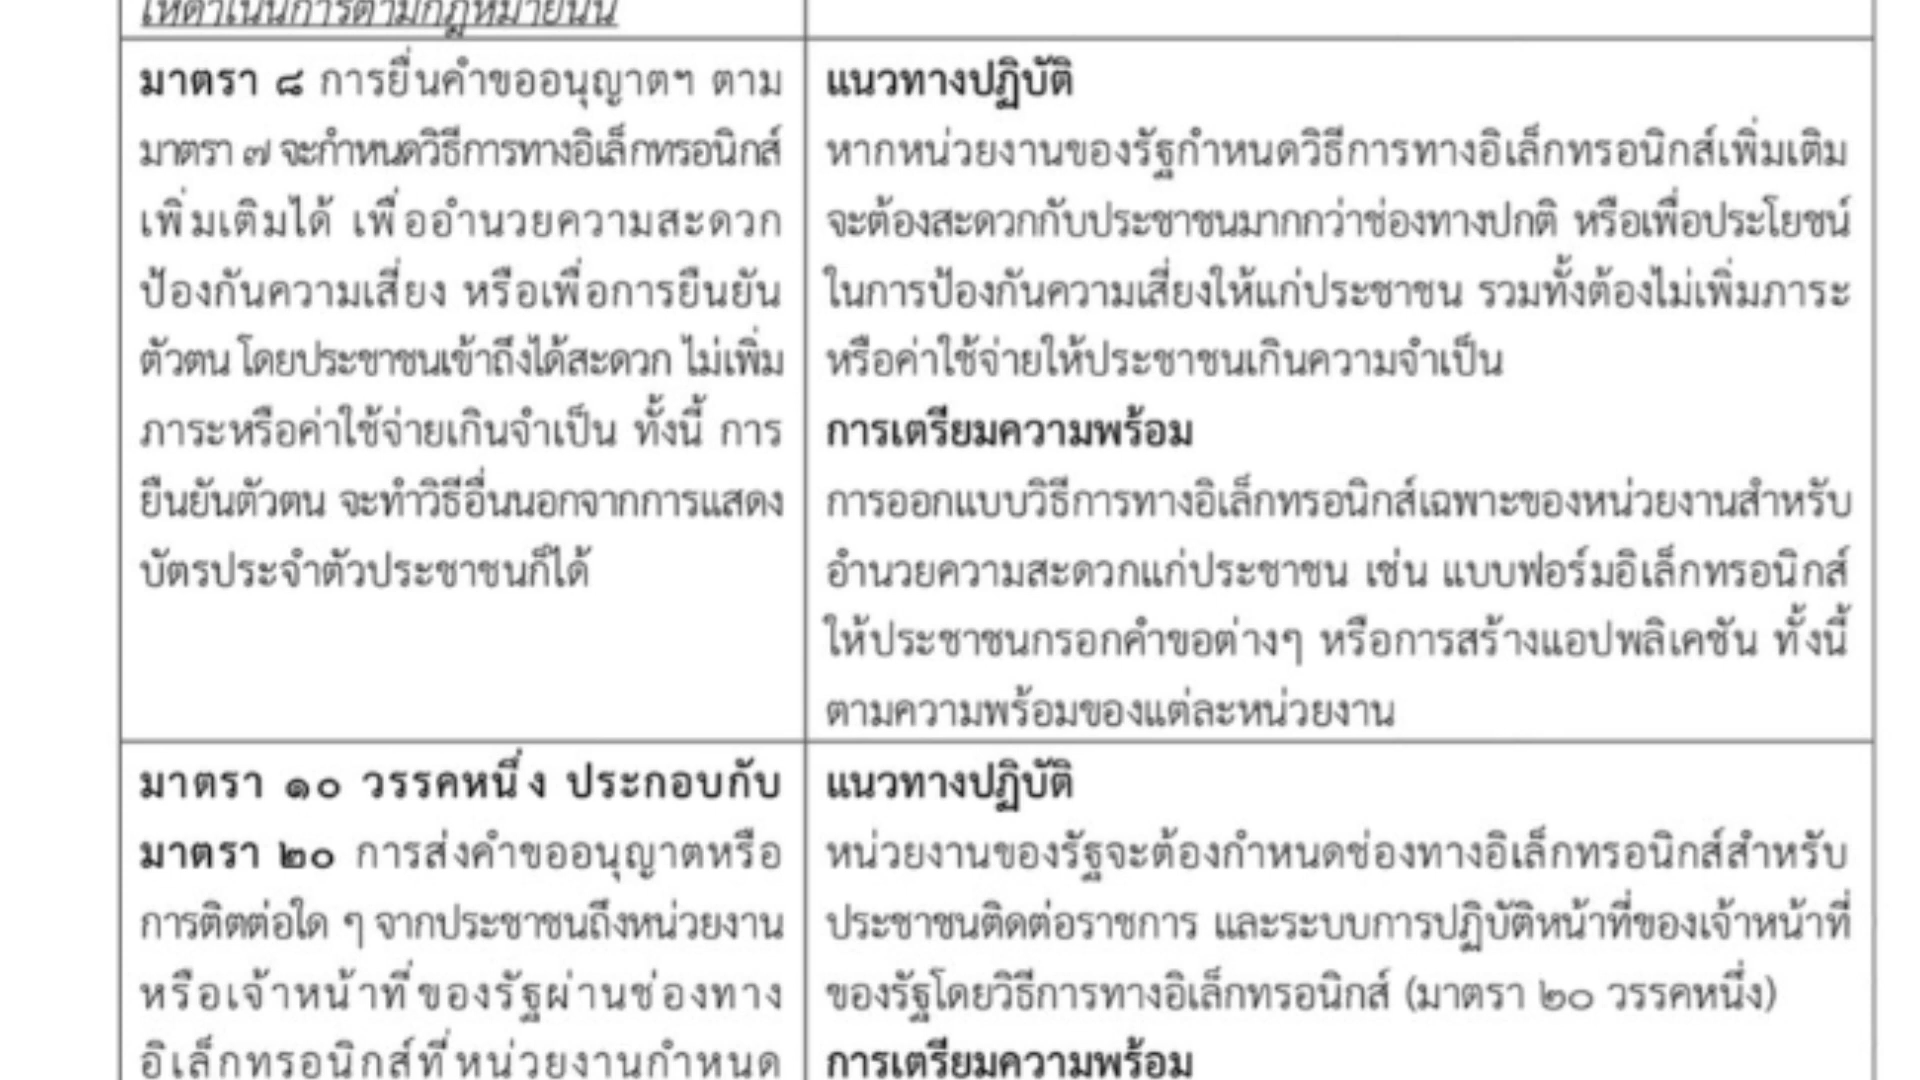 ให้ดำเนินการตามกฎหมายนั้น
มาตรา ๘ การยื่นคำขออนุญาตฯ ตาม
มาตรา ๗ จะกำหนดวิธีการทางอิเล็กทรอนิกส์
เพิ่มเติมได้ เพื่ออำนวยความสะดวก
ป้องกันความเสี่ยง หรือเพื่อการยืนยัน
ตัวตน โดยประชาชนเข้าถึงได้สะดวก ไม่เพิ่ม
ภาระหรือค่าใช้จ่ายเกินจำเป็น ทั้งนี้ การ
ยืนยันตัวตน จะทำวิธีอื่นนอกจากการแสดง
บัตรประจำตัวประชาชนก็ได้
แนวทางปฏิบัติ
หากหน่วยงานของรัฐกำหนดวิธีการทางอิเล็กทรอนิกส์เพิ่มเติม
จะต้องสะดวกกับประชาชนมากกว่าช่องทางปกติ หรือเพื่อประโยชน์
ในการป้องกันความเสี่ยงให้แก่ประชาชน รวมทั้งต้องไม่เพิ่มภาระ
หรือค่าใช้จ่ายให้ประชาชนเกินความจำเป็น
การเตรียมความพร้อม
การออกแบบวิธีการทางอิเล็กทรอนิกส์เฉพาะของหน่วยงานสำหรับ
อำนวยความสะดวกแก่ประชาชน เช่น แบบฟอร์มอิเล็กทรอนิกส์
ให้ประชาชนกรอกคำขอต่างๆ หรือการสร้างแอปพลิเคชัน ทั้งนี้
ตามความพร้อมของแต่ละหน่วยงาน
มาตรา ๑๐ วรรคหนึ่ง ประกอบกับ
มาตรา ๒๐ การส่งคำขออนุญาตหรือ
การติดต่อใด ๆ จากประชาชนถึงหน่วยงาน
หรือเจ้าหน้าที่ของรัฐผ่านช่องทาง
อิเล็กทรอนิกส์ที่หน่วยงานกำหนด
แนวทางปฏิบัติ
หน่วยงานของรัฐจะต้องกำหนดช่องทางอิเล็กทรอนิกส์สำหรับ
ประชาชนติดต่อราชการ และระบบการปฏิบัติหน้าที่ของเจ้าหน้าที่
ของรัฐโดยวิธีการทางอิเล็กทรอนิกส์ (มาตรา ๒๐ วรรคหนึ่ง)
การเตรียมความพร้อม